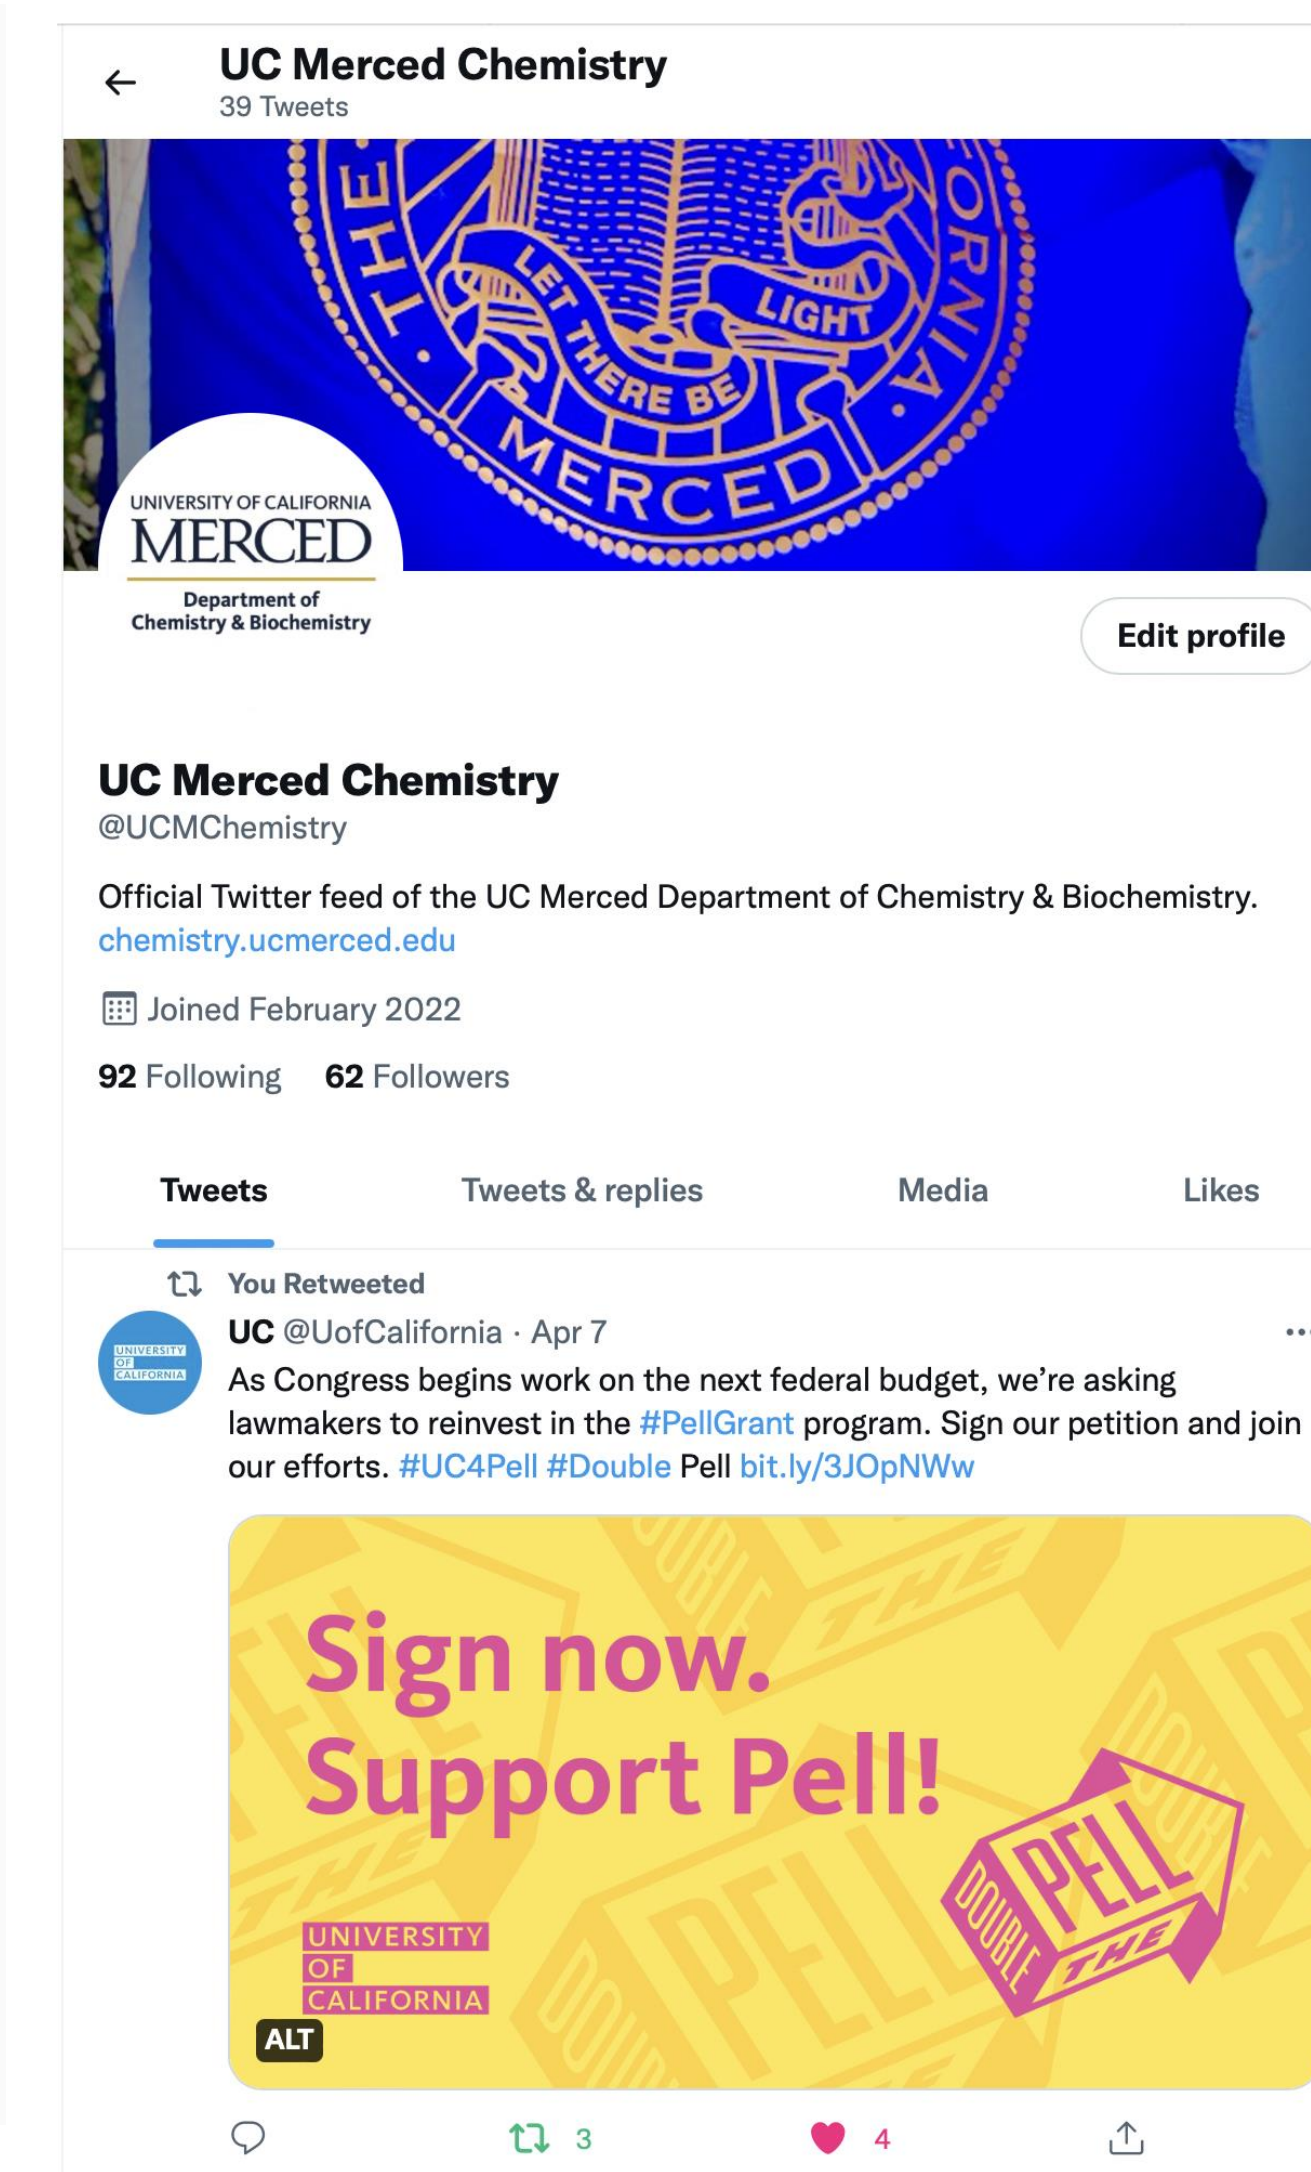 UC Merced Chemistry
39 Tweets
THE · MERCED · ORNIA
LET THERE BE LIGHT
UNIVERSITY OF CALIFORNIA
MERCED
Department of
Chemistry & Biochemistry
Edit profile
UC Merced Chemistry
@UCMChemistry
Official Twitter feed of the UC Merced Department of Chemistry & Biochemistry.
chemistry.ucmerced.edu
Joined February 2022
92 Following 62 Followers
Tweets Tweets & replies Media Likes
You Retweeted
UC @UofCalifornia · Apr 7
UNIVERSITY
OF
CALIFORNIA
As Congress begins work on the next federal budget, we’re asking
lawmakers to reinvest in the #PellGrant program. Sign our petition and join
our efforts. #UC4Pell #Double Pell bit.ly/3JOpNWw
Sign now.
Support Pell!
DOUBLE
THE
PELL
UNIVERSITY
OF
CALIFORNIA
ALT
3 4